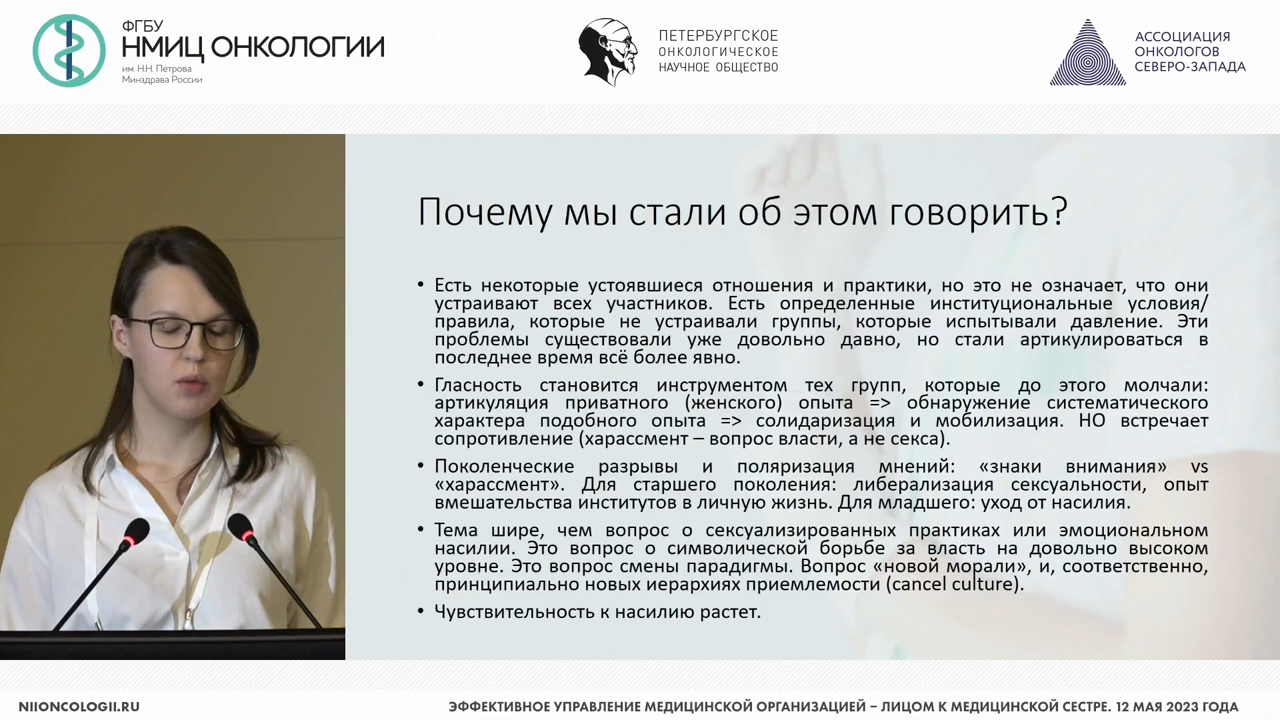 ФГБУ
НМИЦ ОНКОЛОГИИ
им. Н.Н. Петрова
Минздрава России
ПЕТЕРБУРГСКОЕ
ОНКОЛОГИЧЕСКОЕ
НАУЧНОЕ ОБЩЕСТВО
АССОЦИАЦИЯ
ОНКОЛОГОВ
СЕВЕРО-ЗАПАДА
Почему мы стали об этом говорить?
• Есть некоторые устоявшиеся отношения и практики, но это не означает, что они
устраивают всех участников. Есть определенные институциональные условия/
правила, которые не устраивали группы, которые испытывали давление. Эти
проблемы существовали уже довольно давно, но стали артикулироваться в
последнее время всё более явно.
• Гласность становится инструментом тех групп, которые до этого молчали:
артикуляция приватного (женского) опыта => обнаружение систематического
характера подобного опыта => солидаризация и мобилизация. НО встречает
сопротивление (харассмент – вопрос власти, а не секса).
• Поколенческие разрывы и поляризация мнений: «знаки внимания» vs
«харассмент». Для старшего поколения: либерализация сексуальности, опыт
вмешательства институтов в личную жизнь. Для младшего: уход от насилия.
• Тема шире, чем вопрос о сексуализированных практиках или эмоциональном
насилии. Это вопрос о символической борьбе за власть на довольно высоком
уровне. Это вопрос смены парадигмы. Вопрос «новой морали», и, соответственно,
принципиально новых иерархиях приемлемости (cancel culture).
• Чувствительность к насилию растет.
NIIONCOLOGII.RU
ЭФФЕКТИВНОЕ УПРАВЛЕНИЕ МЕДИЦИНСКОЙ ОРГАНИЗАЦИЕЙ – ЛИЦОМ К МЕДИЦИНСКОЙ СЕСТРЕ. 12 МАЯ 2023 ГОДА